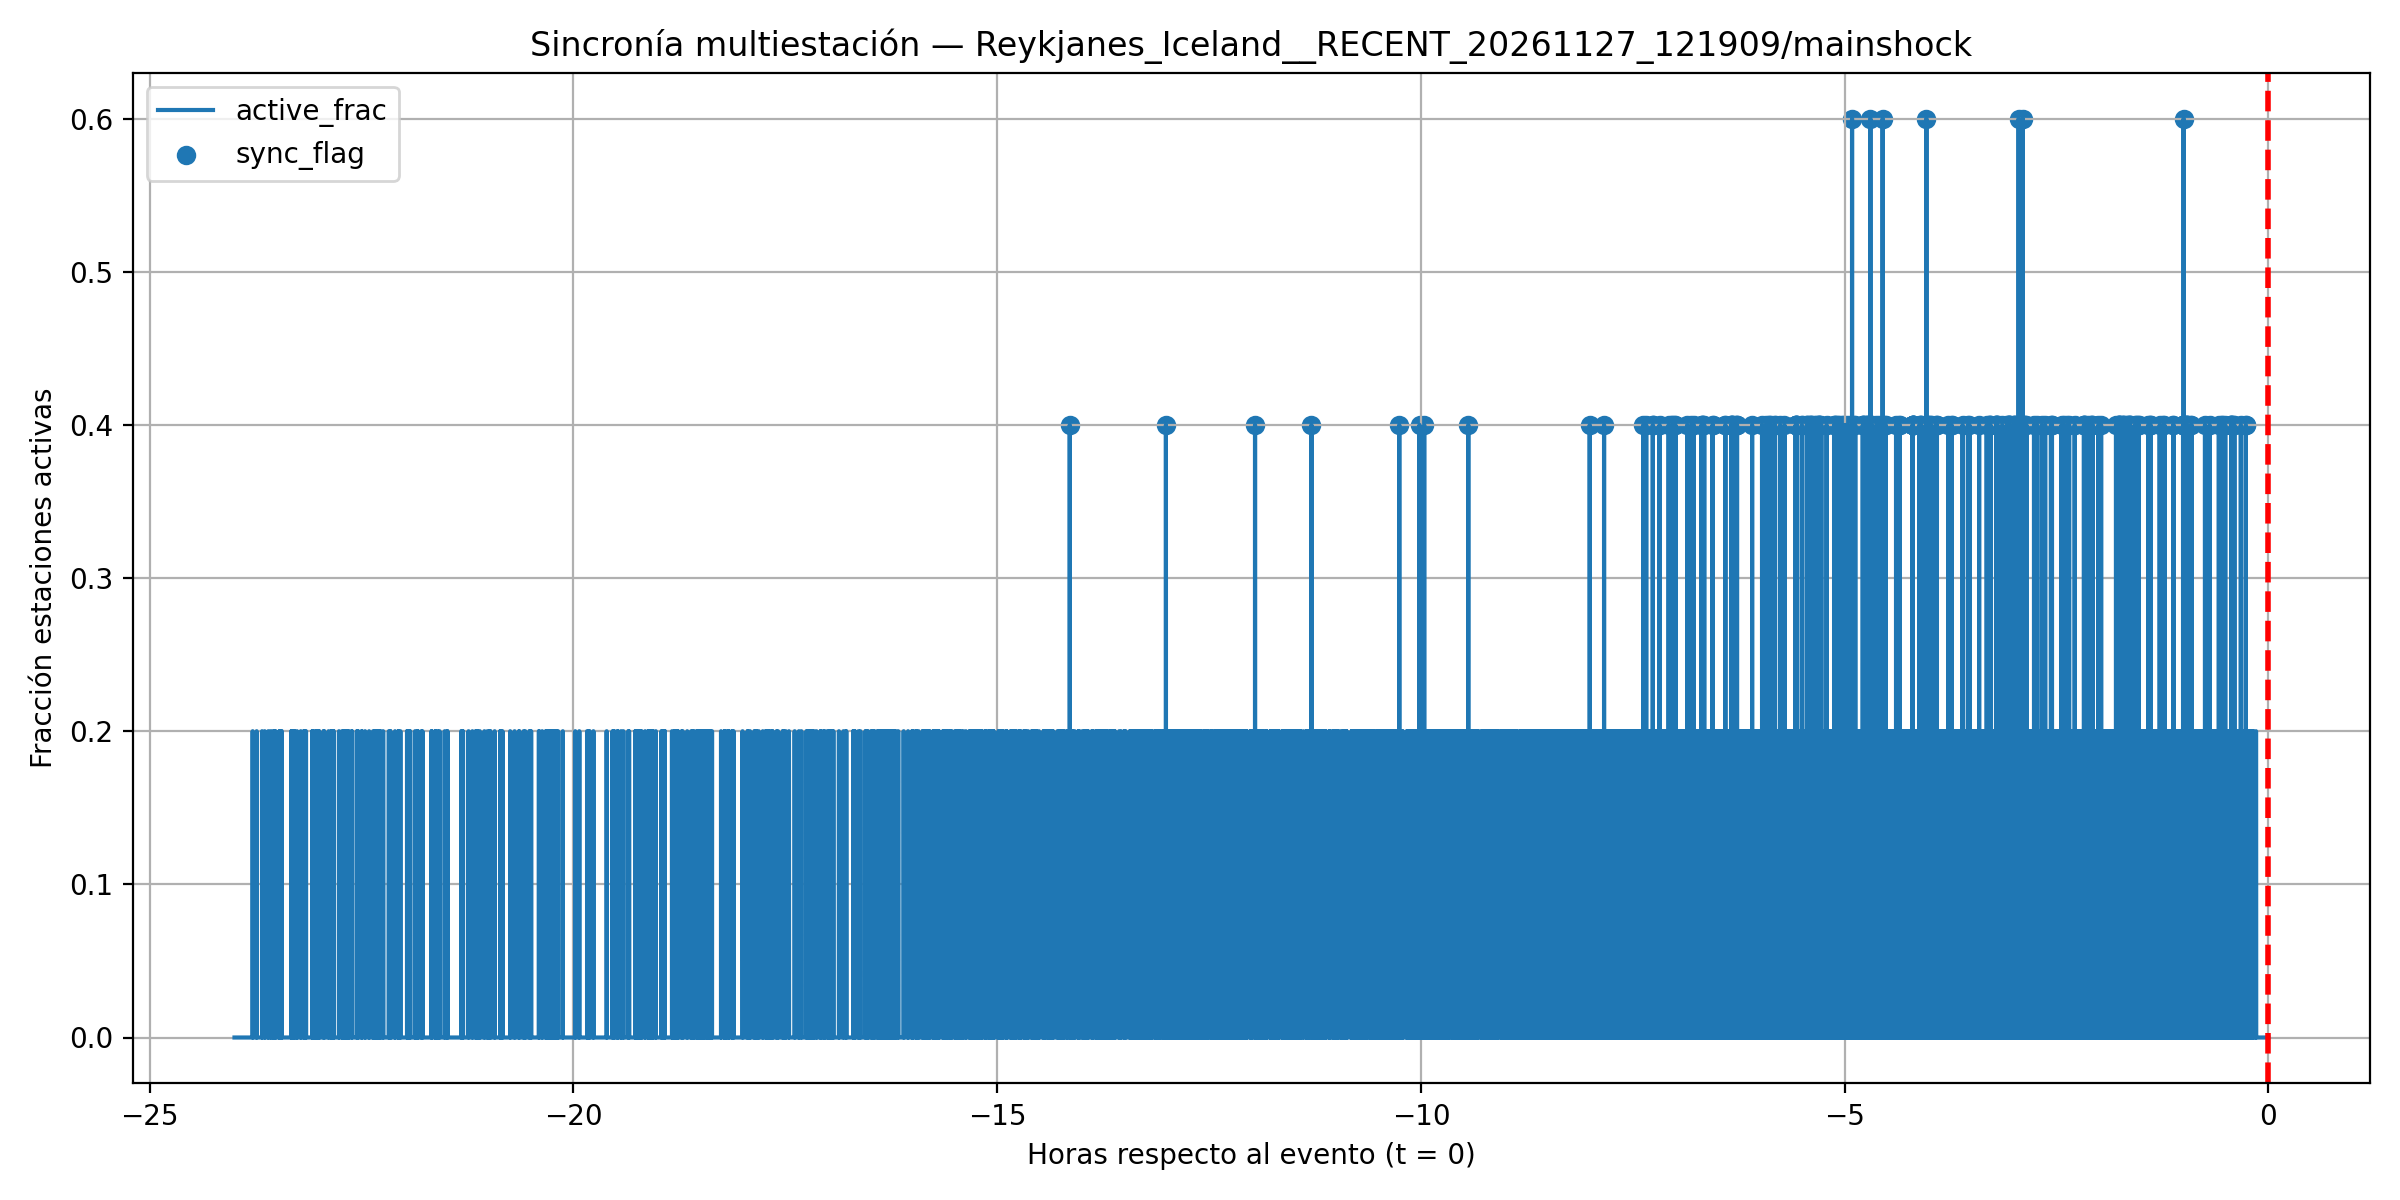 Sincronía multiestación — Reykjanes_Iceland__RECENT_20261127_121909/mainshock
active_frac
sync_flag
Fracción estaciones activas
0.6
0.5
0.4
0.3
0.2
0.1
0.0
−25
−20
−15
−10
−5
0
Horas respecto al evento (t = 0)